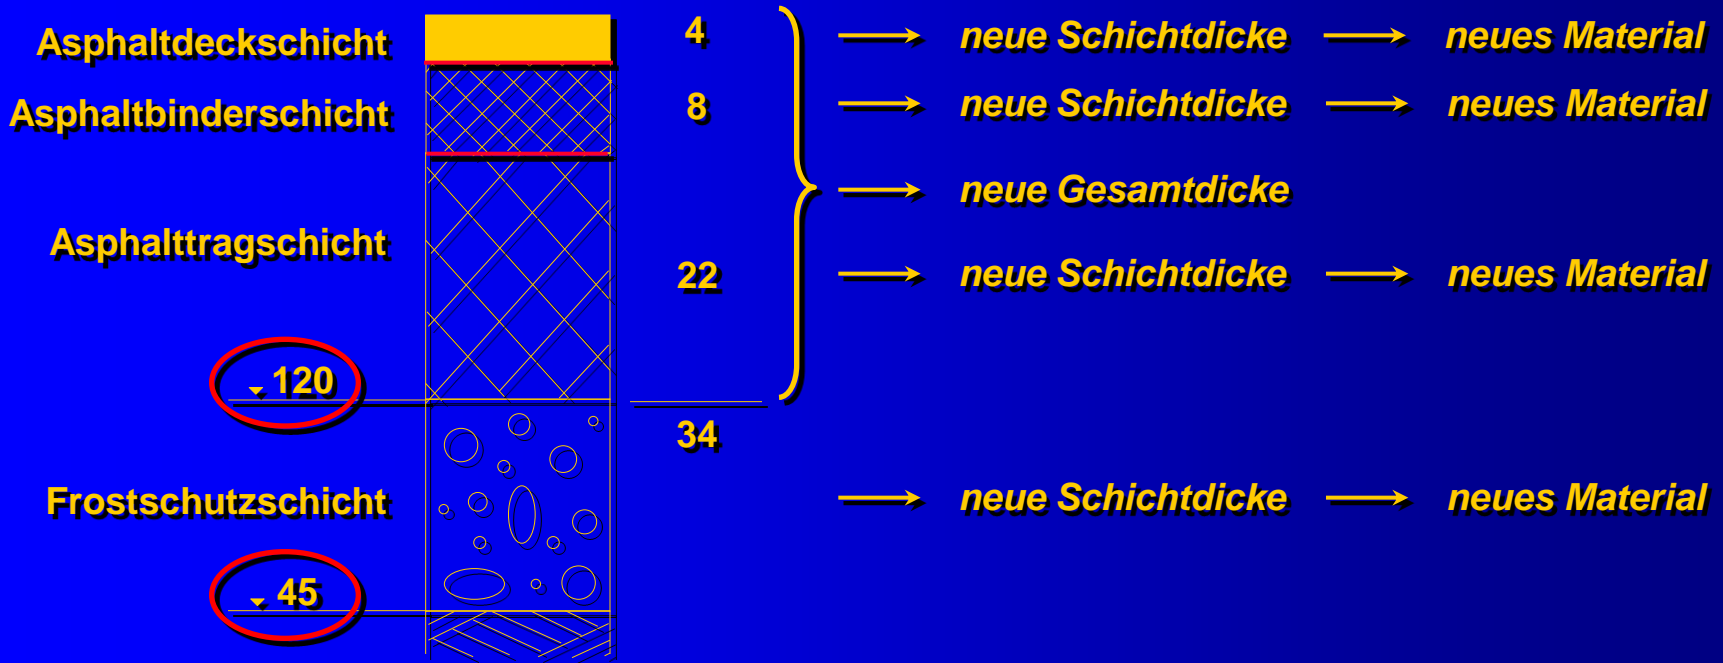 Asphaltdeckschicht 4 neue Schichtdicke neues Material
Asphaltbinderschicht 8 neue Schichtdicke neues Material
neue Gesamtdicke
Asphalttragschicht 22 neue Schichtdicke neues Material
120
34
Frostschutzschicht neue Schichtdicke neues Material
45